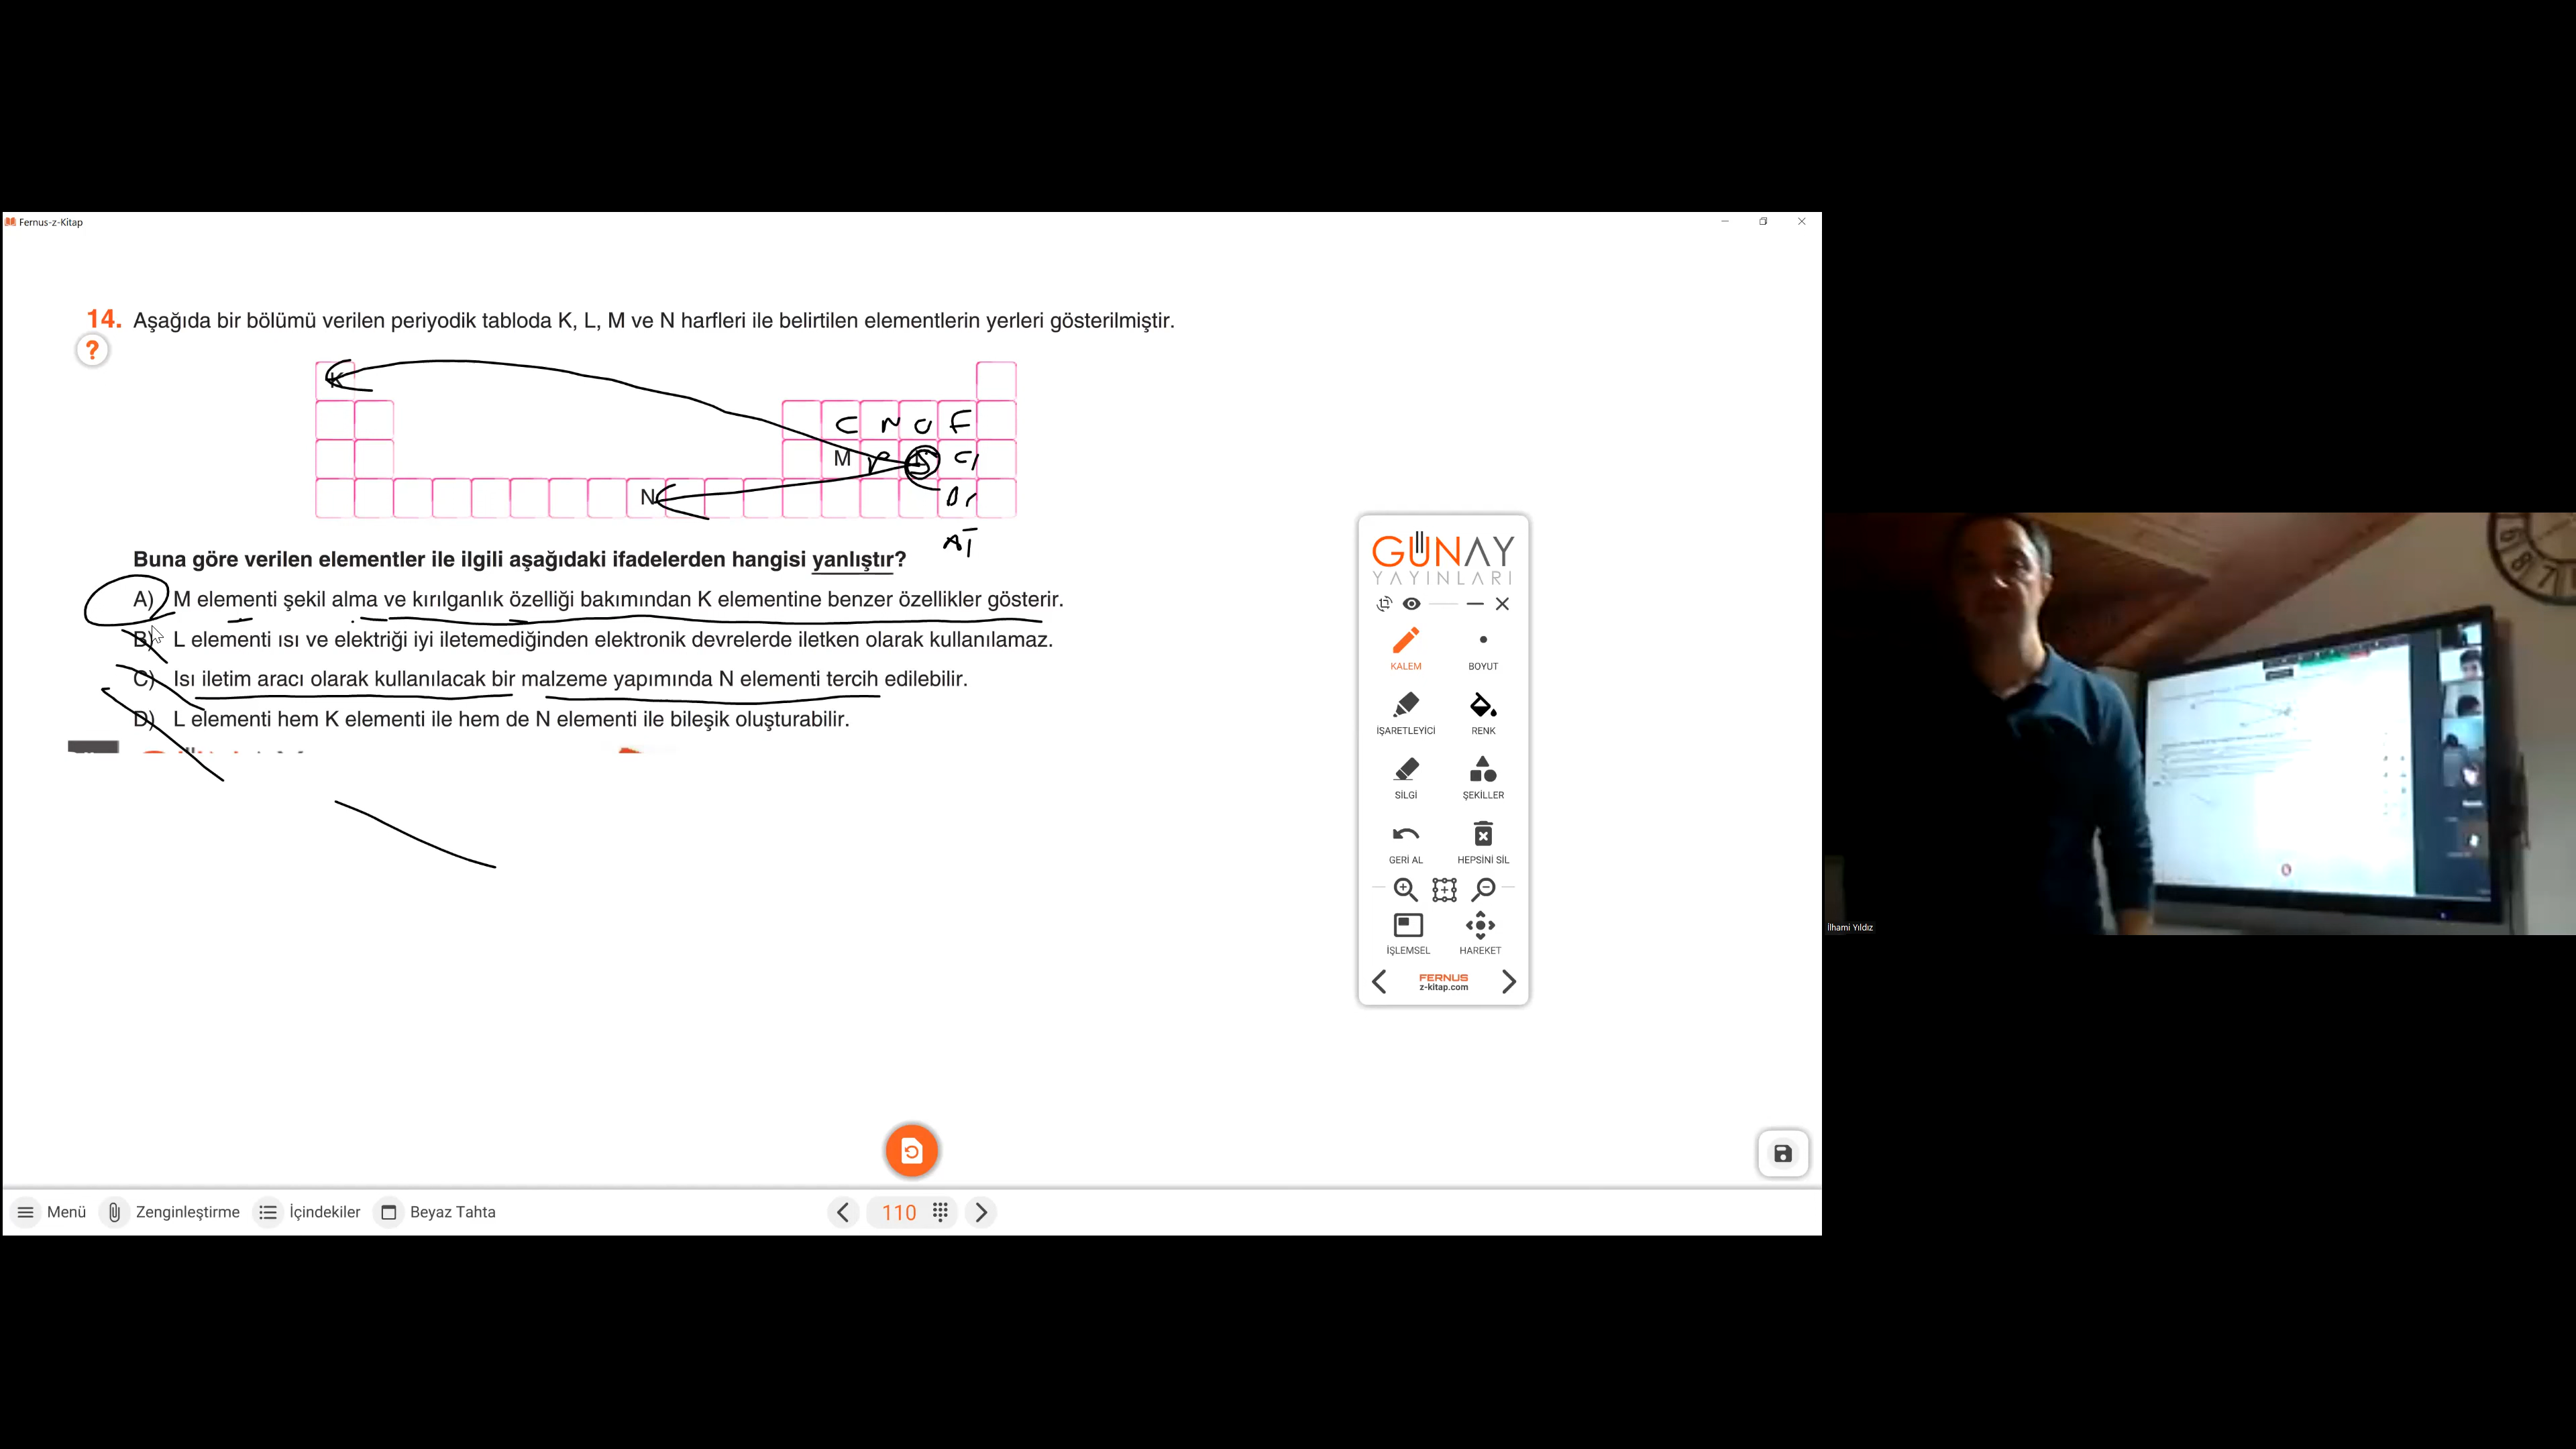 Fernus-z-Kitap
14. Aşağıda bir bölümü verilen periyodik tabloda K, L, M ve N harfleri ile belirtilen elementlerin yerleri gösterilmiştir.
?
K
C N O F
M P S Cl
N Br
At
Buna göre verilen elementler ile ilgili aşağıdaki ifadelerden hangisi yanlıştır?
A) M elementi şekil alma ve kırılganlık özelliği bakımından K elementine benzer özellikler gösterir.
B) L elementi ısı ve elektriği iyi iletemediğinden elektronik devrelerde iletken olarak kullanılamaz.
C) Isı iletim aracı olarak kullanılacak bir malzeme yapımında N elementi tercih edilebilir.
D) L elementi hem K elementi ile hem de N elementi ile bileşik oluşturabilir.
GÜNAY
YAYINLARI
KALEM BOYUT
İŞARETLEYİCİ RENK
SİLGİ ŞEKİLLER
GERİ AL HEPSİNİ SİL
İŞLEMSEL HAREKET
FERNUS
z-kitap.com
İlhami Yıldız
Menü Zenginleştirme İçindekiler Beyaz Tahta 110